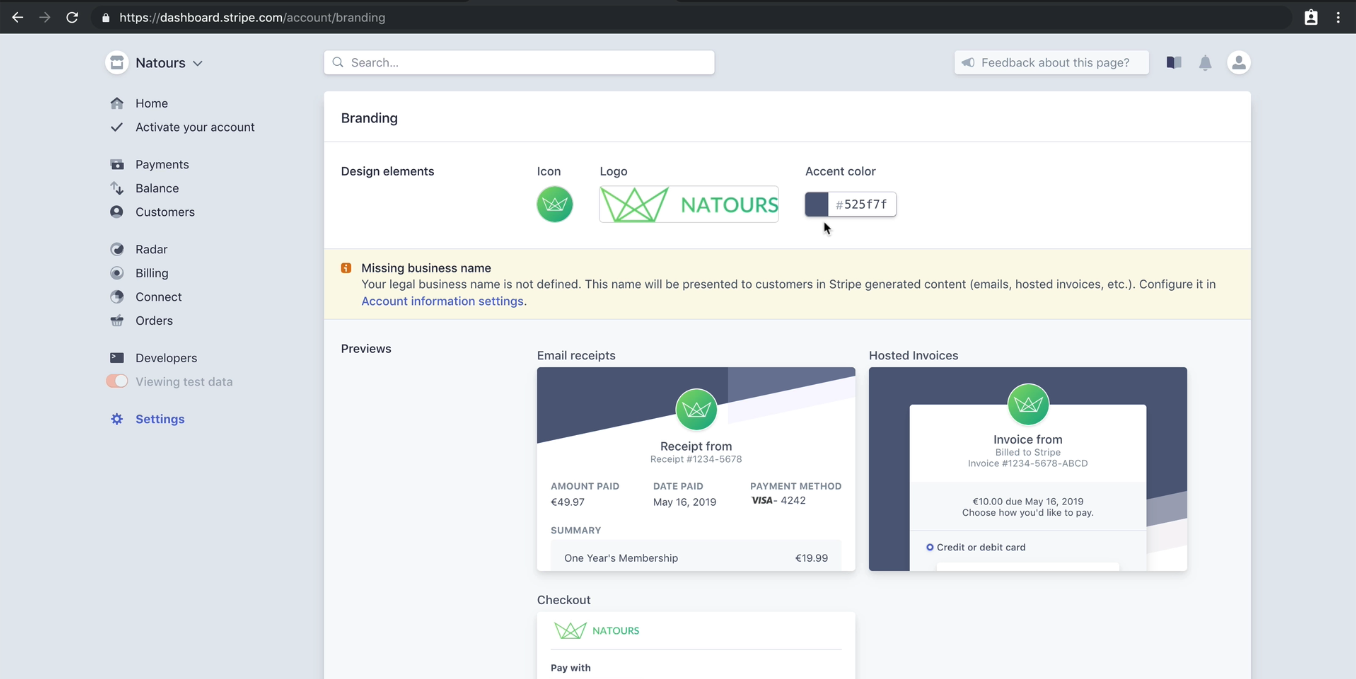 https://dashboard.stripe.com/account/branding
Natours
Search...
Feedback about this page?
Home
Activate your account
Payments
Balance
Customers
Radar
Billing
Connect
Orders
Developers
Viewing test data
Settings
Branding
Design elements
Icon
Logo
Accent color
NATOURS
#525f7f
Missing business name
Your legal business name is not defined. This name will be presented to customers in Stripe generated content (emails, hosted invoices, etc.). Configure it in
Account information settings.
Previews
Email receipts
Receipt from
Receipt #1234-5678
AMOUNT PAID
€49.97
DATE PAID
May 16, 2019
PAYMENT METHOD
VISA - 4242
SUMMARY
One Year's Membership
€19.99
Hosted Invoices
Invoice from
Billed to Stripe
Invoice #1234-5678-ABCD
€10.00 due May 16, 2019
Choose how you'd like to pay.
Credit or debit card
Checkout
NATOURS
Pay with